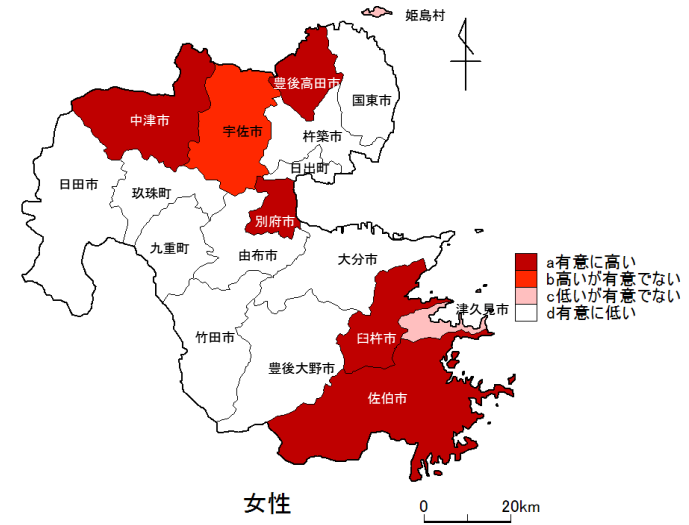 姫島村
豊後高田市
国東市
中津市
宇佐市
杵築市
日出町
日田市
玖珠町
別府市
九重町
由布市
大分市
a有意に高い
b高いが有意でない
c低いが有意でない
d有意に低い
津久見市
竹田市
臼杵市
豊後大野市
佐伯市
女性
0 20km